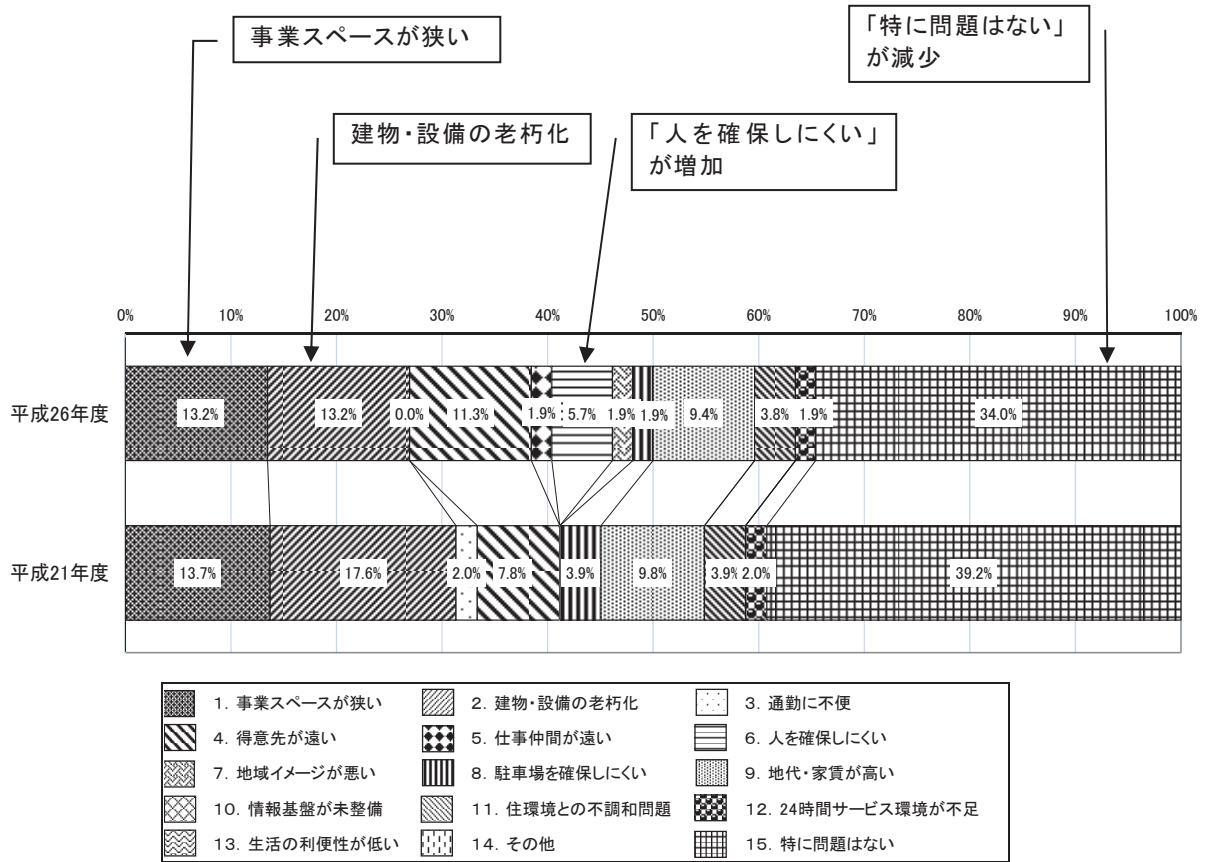 事業スペースが狭い
「特に問題はない」
が減少
建物・設備の老朽化
「人を確保しにくい」
が増加
0% 10% 20% 30% 40% 50% 60% 70% 80% 90% 100%
平成26年度
13.2% 13.2% 0.0% 11.3% 1.9% 5.7% 1.9% 1.9% 9.4% 3.8% 1.9% 34.0%
平成21年度
13.7% 17.6% 2.0% 7.8% 3.9% 9.8% 3.9% 2.0% 39.2%
1. 事業スペースが狭い 2. 建物・設備の老朽化 3. 通勤に不便
4. 得意先が遠い 5. 仕事仲間が遠い 6. 人を確保しにくい
7. 地域イメージが悪い 8. 駐車場を確保しにくい 9. 地代・家賃が高い
10. 情報基盤が未整備 11. 住環境との不調和問題 12. 24時間サービス環境が不足
13. 生活の利便性が低い 14. その他 15. 特に問題はない